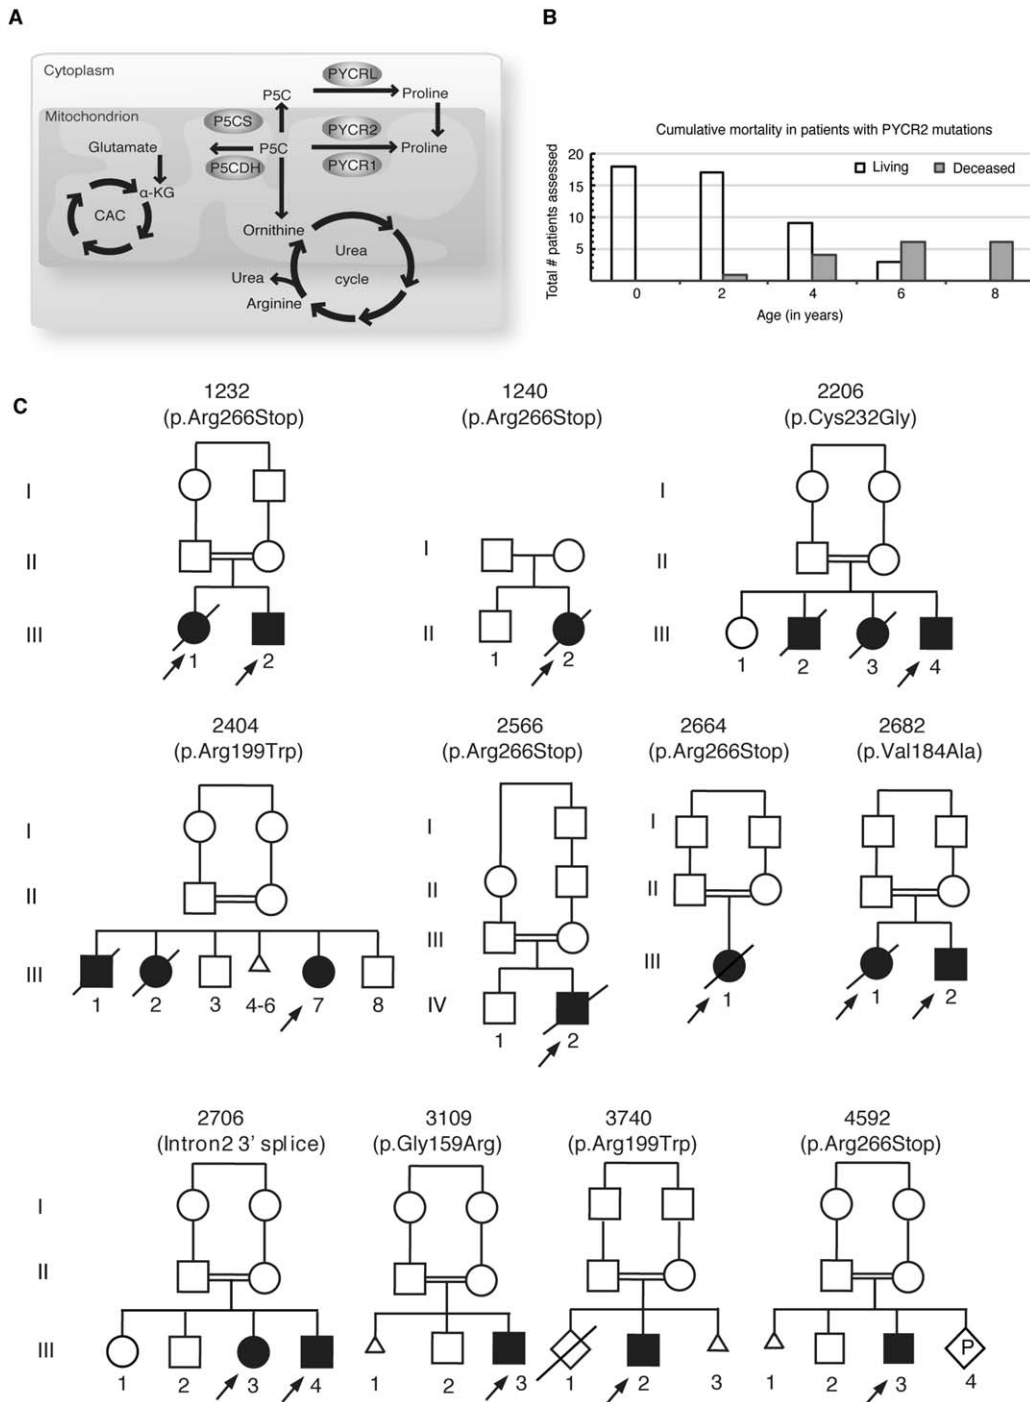 A
Cytoplasm
PYCRL
P5C
Proline
Mitochondrion
P5CS
PYCR2
Glutamate
P5C
Proline
P5CDH
PYCR1
α-KG
CAC
Ornithine
Urea
cycle
Urea
Arginine
B
Cumulative mortality in patients with PYCR2 mutations
Total # patients assessed
20
15
10
5
Living
Deceased
0 2 4 6 8
Age (in years)
C
1232
(p.Arg266Stop)
I
II
III
1 2
1240
(p.Arg266Stop)
I
II
1 2
2206
(p.Cys232Gly)
I
II
III
1 2 3 4
2404
(p.Arg199Trp)
I
II
III
1 2 3 4-6 7 8
2566
(p.Arg266Stop)
I
II
III
IV
1 2
2664
(p.Arg266Stop)
I
II
III
1
2682
(p.Val184Ala)
1 2
2706
(Intron2 3’ splice)
I
II
III
1 2 3 4
3109
(p.Gly159Arg)
1 2 3
3740
(p.Arg199Trp)
1 2 3
4592
(p.Arg266Stop)
P
1 2 3 4